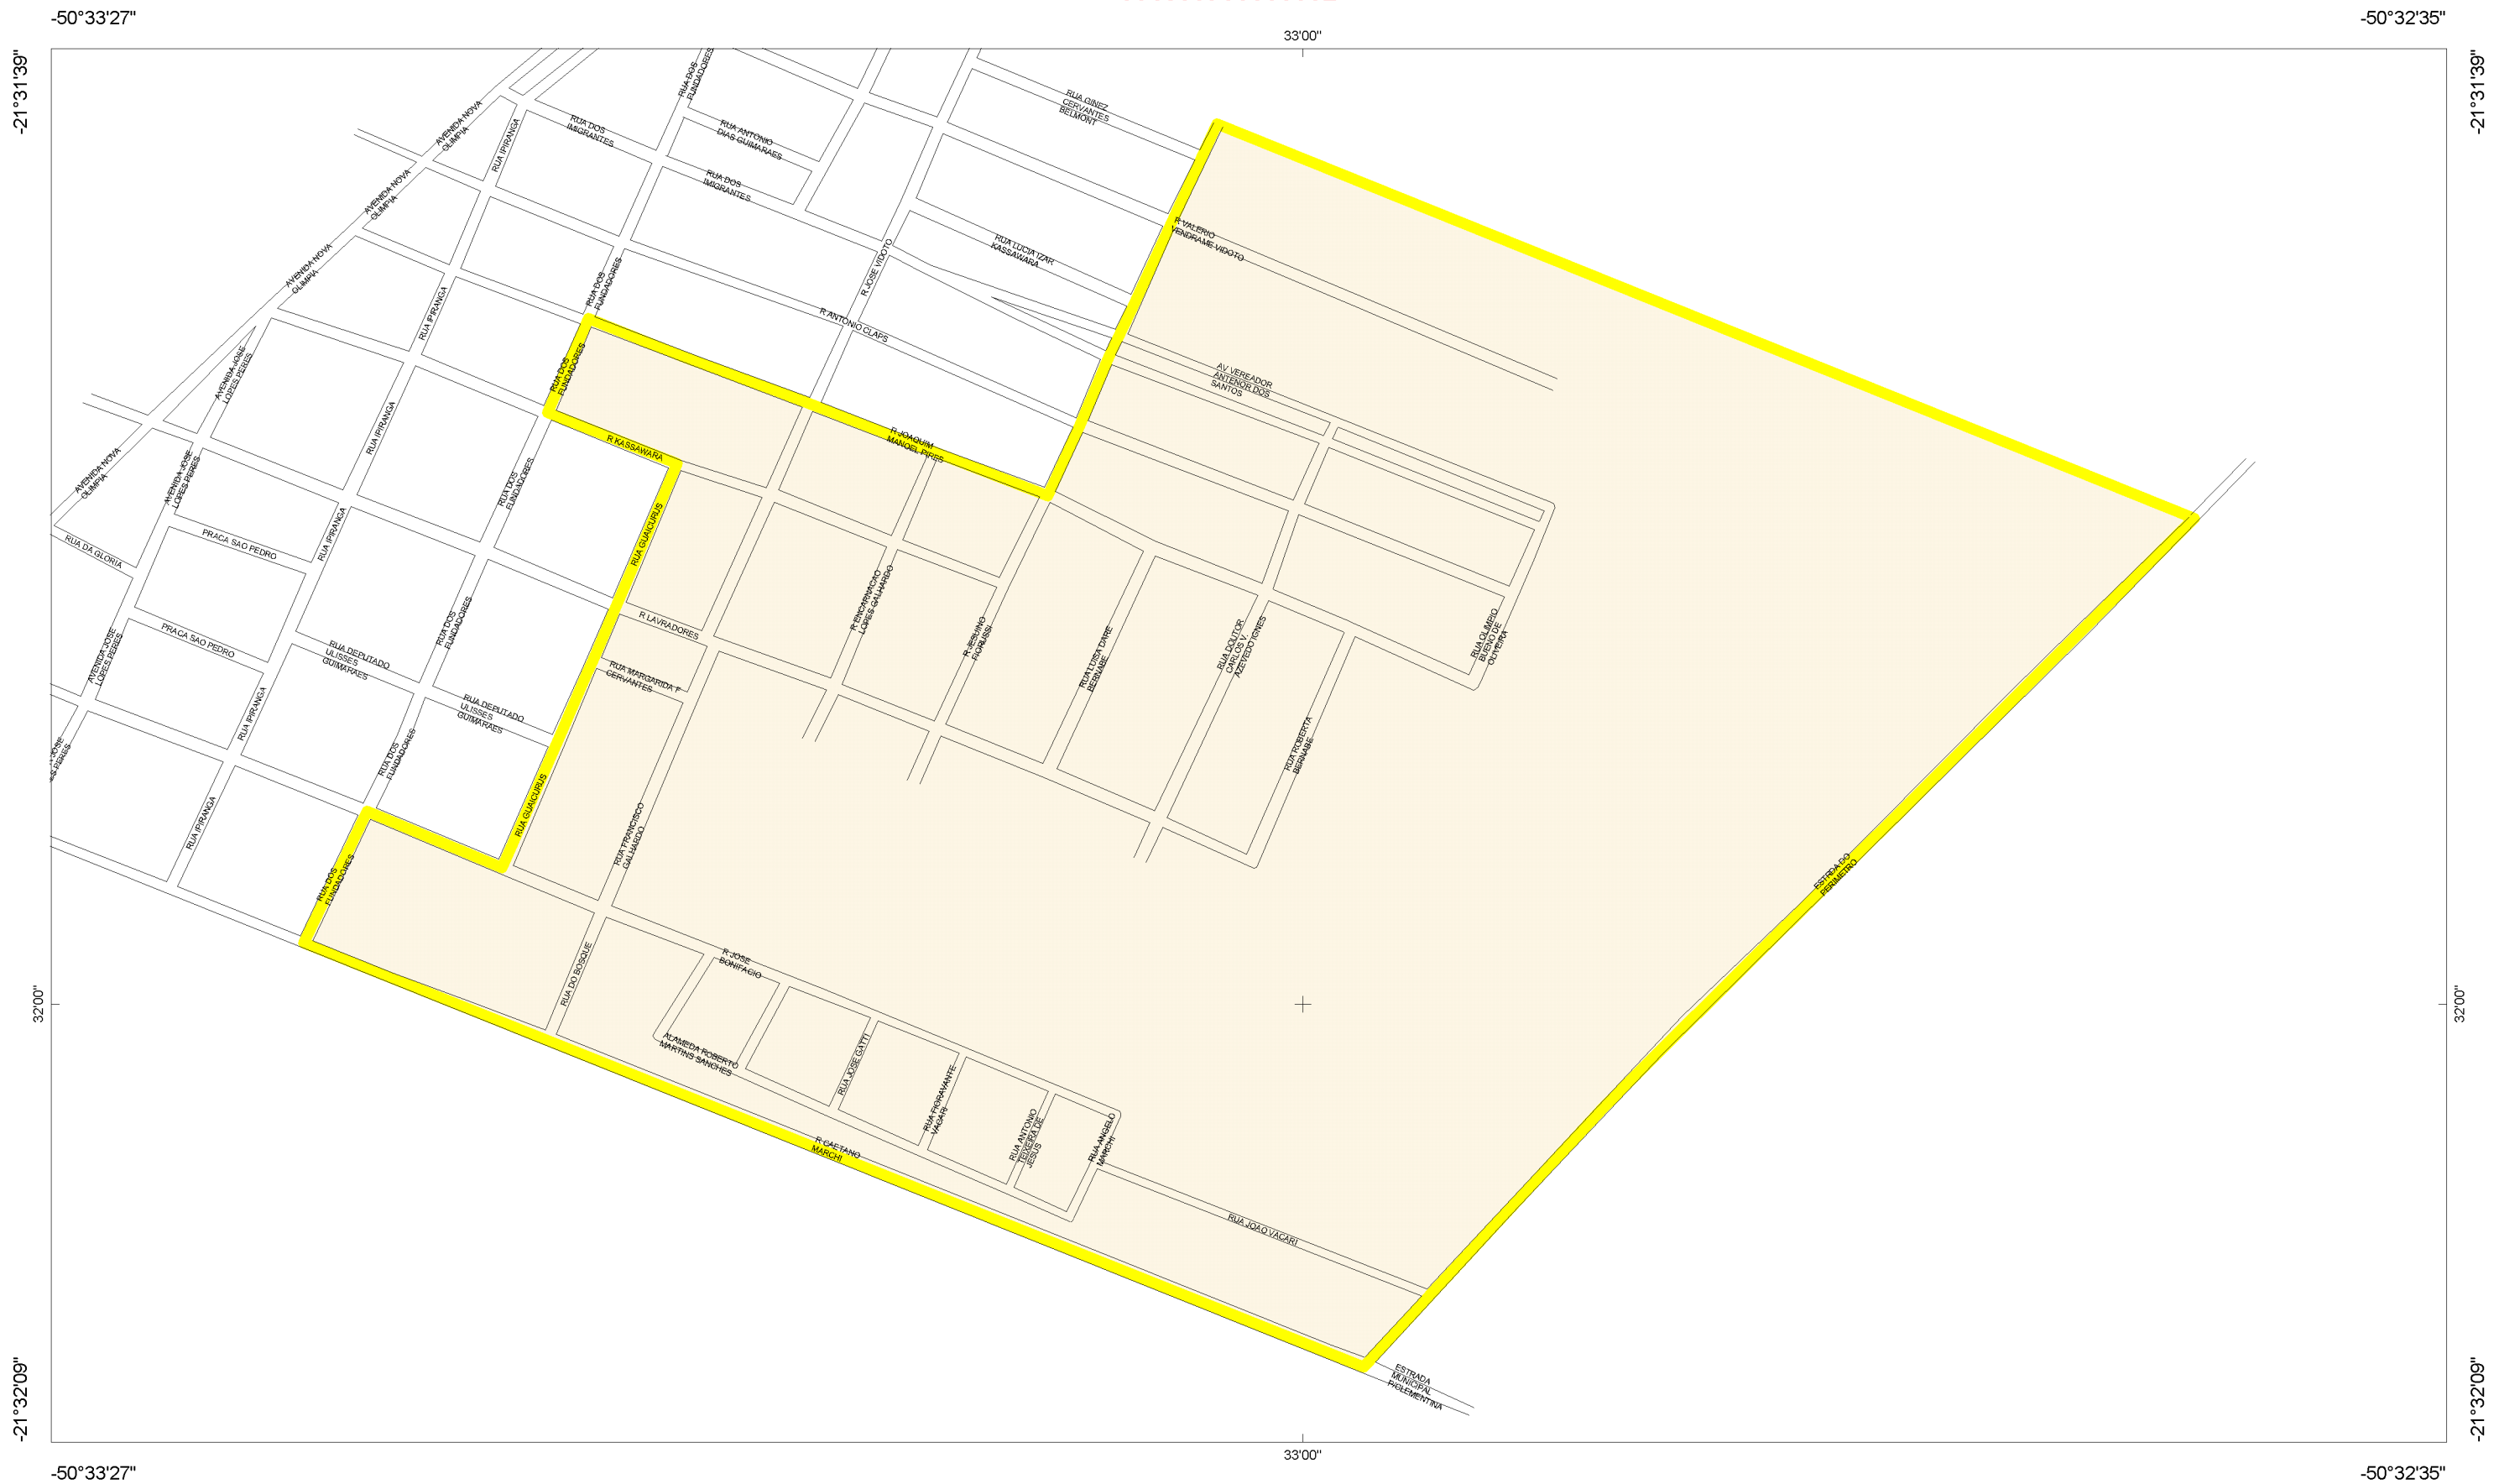 -50°33'27"
-50°32'35"
33'00"
-21°31'39"
-21°31'39"
RUA DOS
FUNDADORES
RUA GINEZ
CERVANTES
BELMONT
AVENIDA NOVA
OLIMPIA
RUA IPIRANGA
RUA DOS
IMIGRANTES
RUA ANTONIO
DIAS GUIMARAES
AVENIDA NOVA
OLIMPIA
RUA DOS
IMIGRANTES
R VALERIO
VENDRAME VIDOTO
AVENIDA NOVA
OLIMPIA
RUA DOS
FUNDADORES
R JOSE VIDOTO
RUA LUCIA IZAR
KASSAWARA
RUA IPIRANGA
R ANTONIO CLAPS
AVENIDA JOSE
LOPES PERES
RUA DOS
FUNDADORES
AV VEREADOR
ANTENOR DOS
SANTOS
RUA IPIRANGA
R KASSAWARA
R JOAQUIM
MANOEL PIRES
AVENIDA NOVA
OLIMPIA
AVENIDA JOSE
LOPES PERES
RUA DOS
FUNDADORES
RUA GUAICURUS
RUA DA GLORIA
PRACA SAO PEDRO
RUA IPIRANGA
R ENCARNACAO
LOPES GALHARDO
RUA DOS
FUNDADORES
R LAVRADORES
R JESUINO
FIORUSSI
RUA LUISA DARE
BERNABE
RUA DOUTOR
CARLOS V.
AZEVEDO IGNES
RUA OLIMPIO
BUENO DE
OLIVEIRA
PRACA SAO PEDRO
AVENIDA JOSE
LOPES PERES
RUA DEPUTADO
ULISSES
GUIMARAES
RUA MARGARIDA F
CERVANTES
RUA IPIRANGA
RUA DEPUTADO
ULISSES
GUIMARAES
RUA DOS
FUNDADORES
RUA ROBERTA
BERNABE
JOSE
ES PERES
RUA IPIRANGA
RUA GUAICURUS
RUA FRANCISCO
GALHARDO
ESTRDA DO
PERIMETRO
RUA DOS
FUNDADORES
RUA DO BOSQUE
R JOSE
BONIFACIO
32'00"
32'00"
ALAMEDA ROBERTO
MARTINS SANCHES
RUA JOSE GATTI
RUA FIORAVANTE
VACARI
RUA ANTONIO
TEIXEIRA DE
JESUS
RUA ANGELO
MARCHI
R CAETANO
MARCHI
RUA JOAO VACARI
ESTRADA
MUNICIPAL
P/CLEMENTINA
-21°32'09"
-21°32'09"
33'00"
-50°33'27"
-50°32'35"